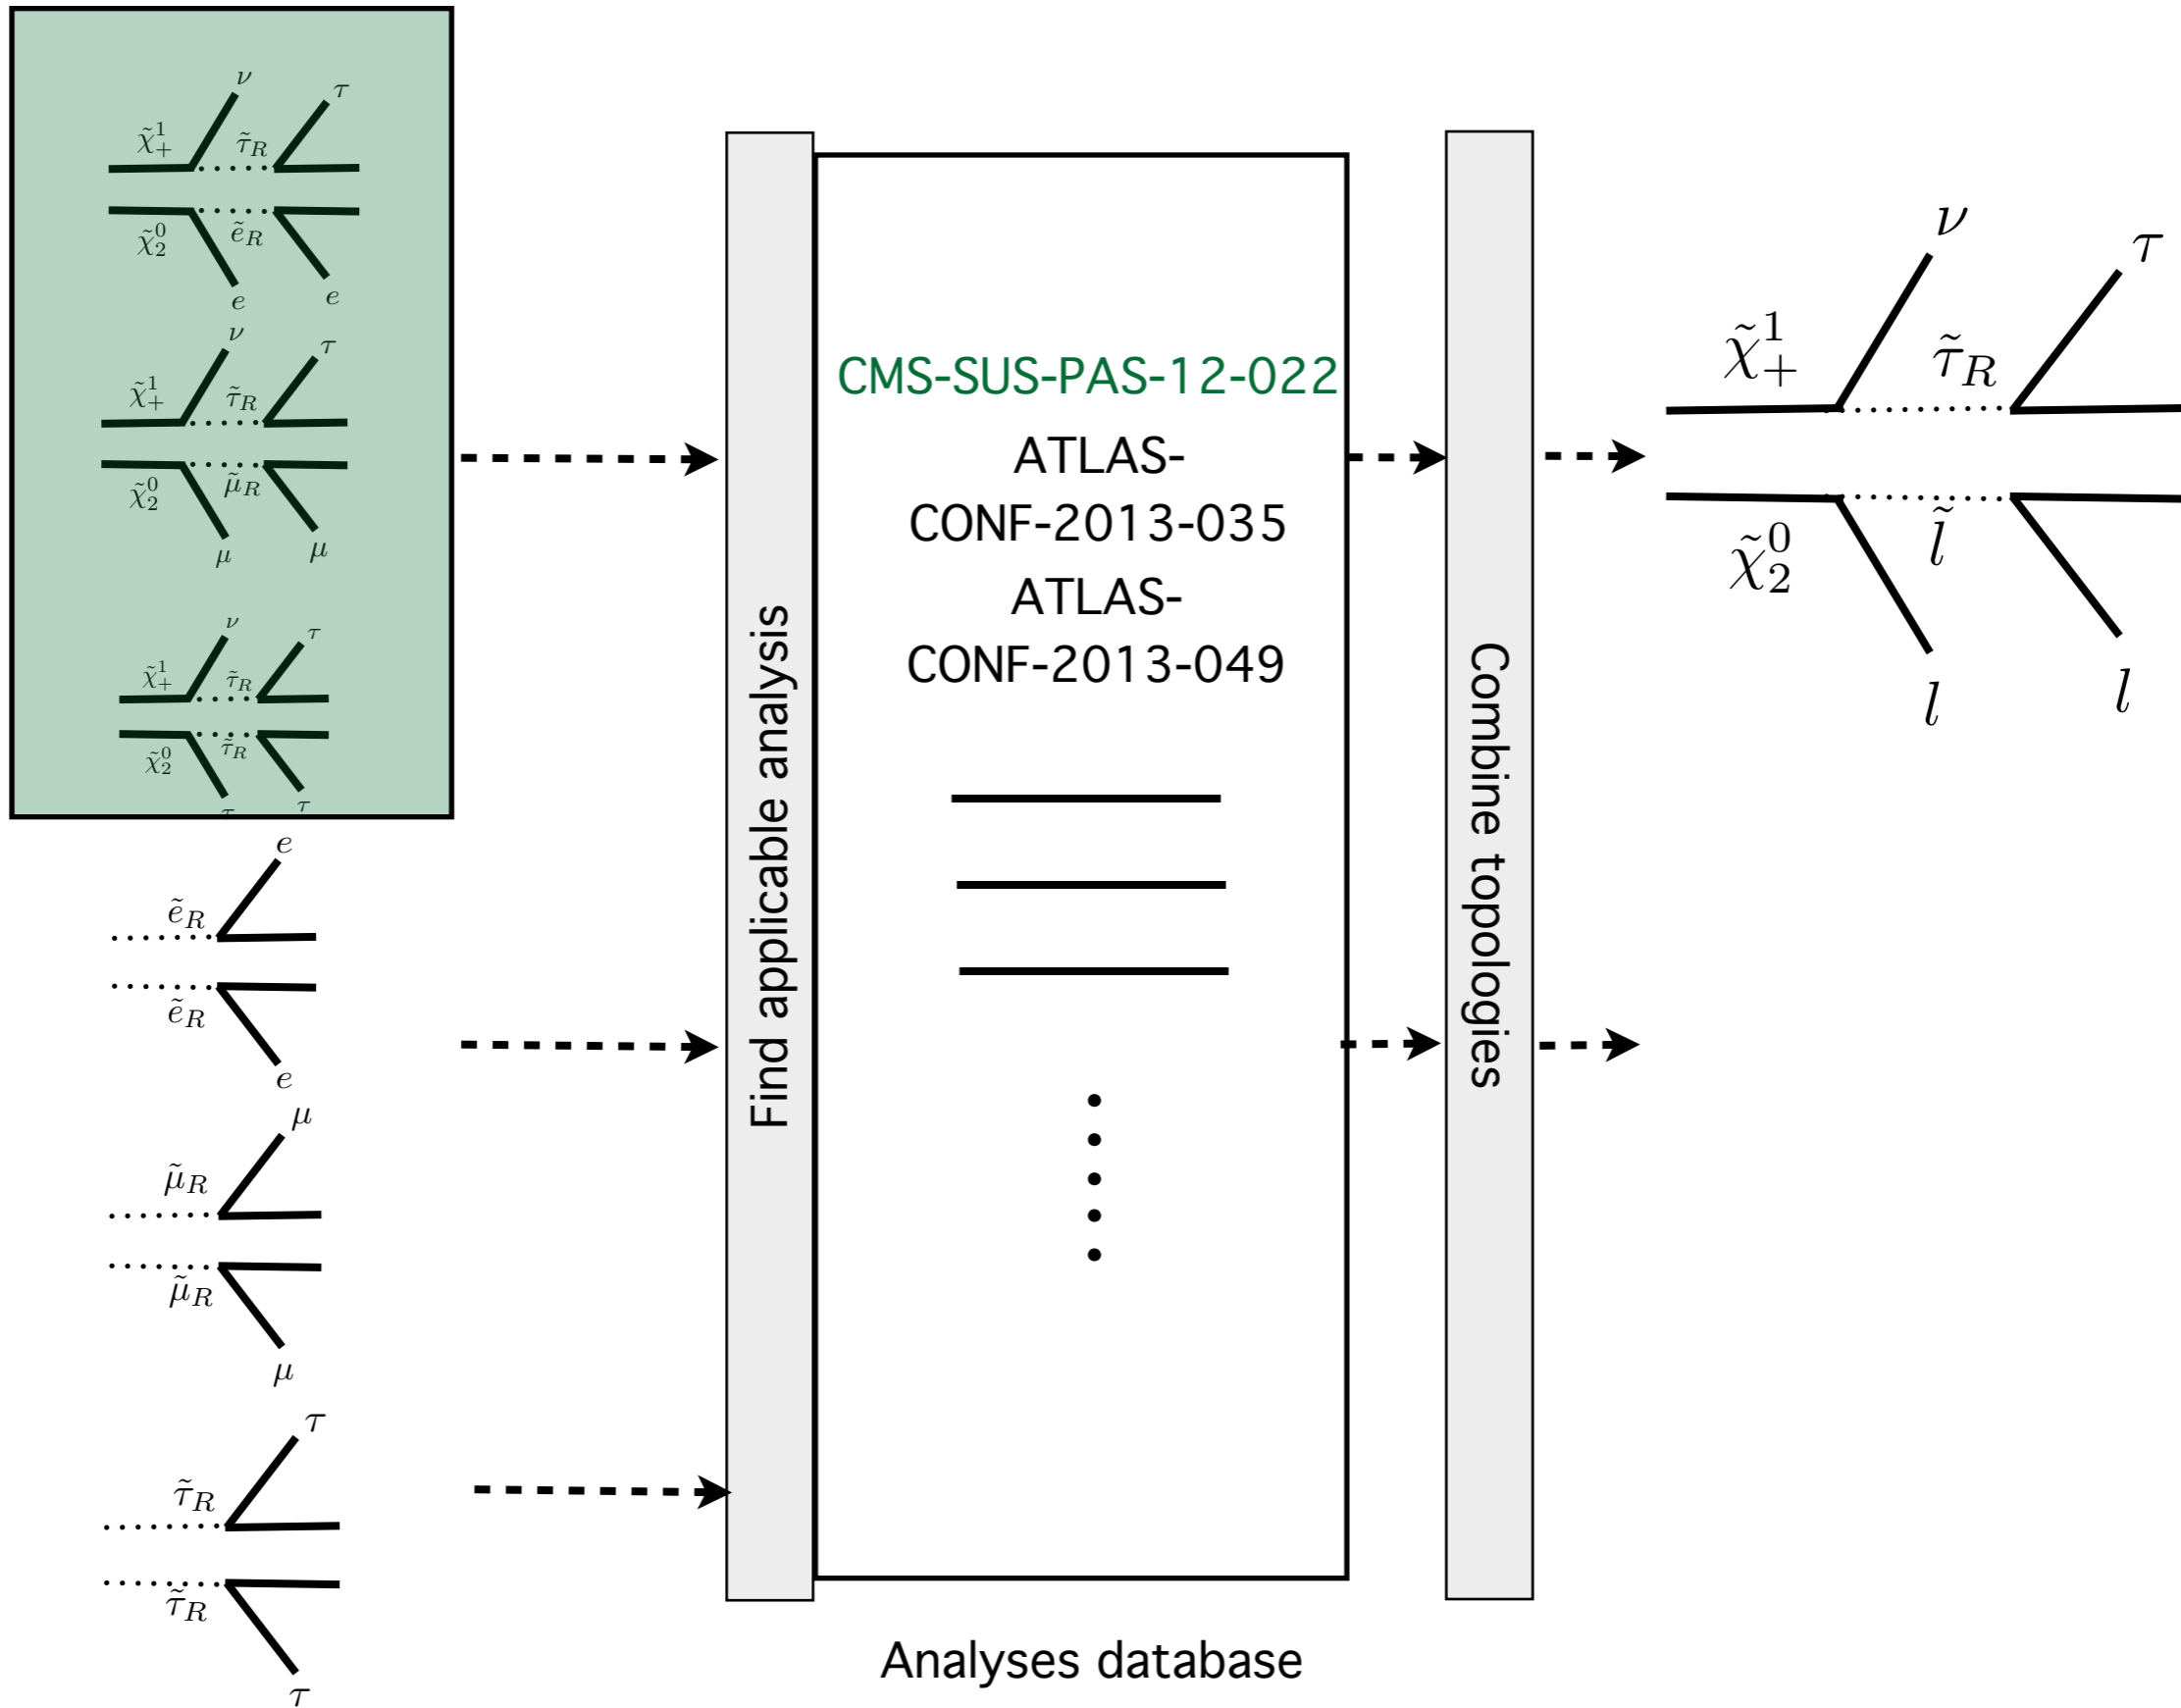 ν
τ
χ̃¹₊
τ̃_R
χ̃⁰₂
ẽ_R
e
e
ν
τ
χ̃¹₊
τ̃_R
χ̃⁰₂
μ̃_R
μ
μ
ν
τ
χ̃¹₊
τ̃_R
χ̃⁰₂
τ̃_R
τ
τ
e
ẽ_R
ẽ_R
e
μ
μ̃_R
μ̃_R
μ
τ
τ̃_R
τ̃_R
τ
Find applicable analysis
CMS-SUS-PAS-12-022
ATLAS-
CONF-2013-035
ATLAS-
CONF-2013-049
Analyses database
Combine topologies
ν
τ
χ̃¹₊
τ̃_R
χ̃⁰₂
l̃
l
l